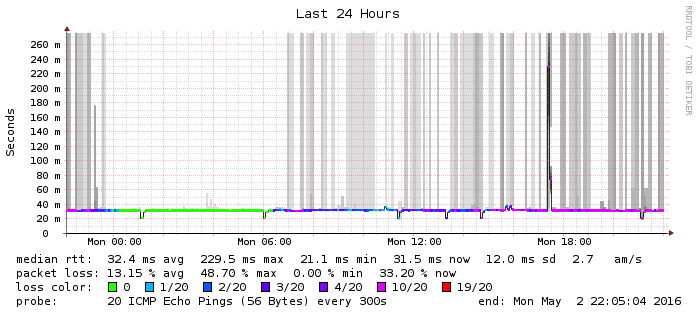 Last 24 Hours
RRDTOOL / TOBI OETIKER
Seconds
260 m
240 m
220 m
200 m
180 m
160 m
140 m
120 m
100 m
80 m
60 m
40 m
20 m
0
Mon 00:00 Mon 06:00 Mon 12:00 Mon 18:00
median rtt: 32.4 ms avg 229.5 ms max 21.1 ms min 31.5 ms now 12.0 ms sd 2.7 am/s
packet loss: 13.15 % avg 48.70 % max 0.00 % min 33.20 % now
loss color: 0 1/20 2/20 3/20 4/20 10/20 19/20
probe: 20 ICMP Echo Pings (56 Bytes) every 300s end: Mon May 2 22:05:04 2016